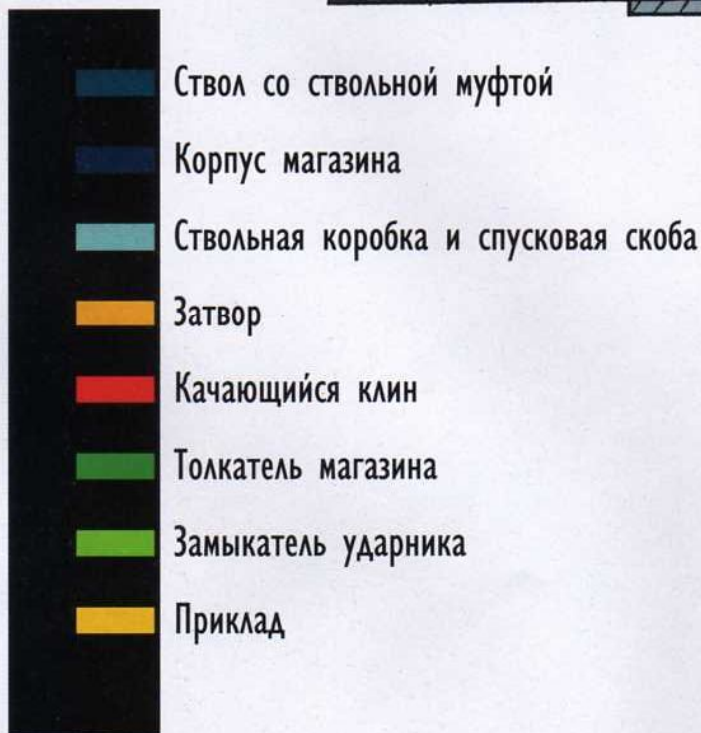 Ствол со ствольной муфтой
Корпус магазина
Ствольная коробка и спусковая скоба
Затвор
Качающийся клин
Толкатель магазина
Замыкатель ударника
Приклад